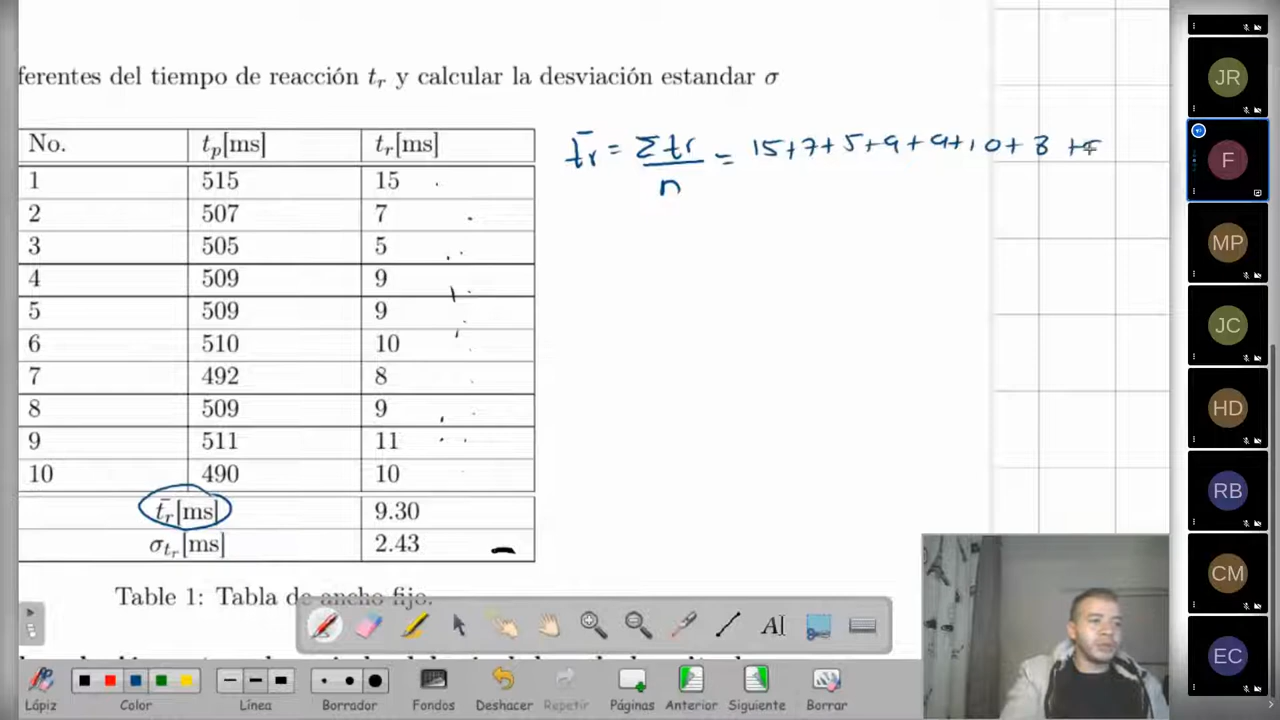 ferentes del tiempo de reacción t_r y calcular la desviación estandar σ
No. t_p[ms] t_r[ms]
1 515 15
2 507 7
3 505 5
4 509 9
5 509 9
6 510 10
7 492 8
8 509 9
9 511 11
10 490 10
t̄_r[ms] 9.30
σ_{t_r}[ms] 2.43
Table 1: Tabla de ancho fijo.
t̄r = Σtr / n = 15+7+5+9+9+10+8 +
Lápiz Color Línea Borrador Fondos Deshacer Repetir Páginas Anterior Siguiente Borrar
JR
F
MP
JC
HD
RB
CM
EC